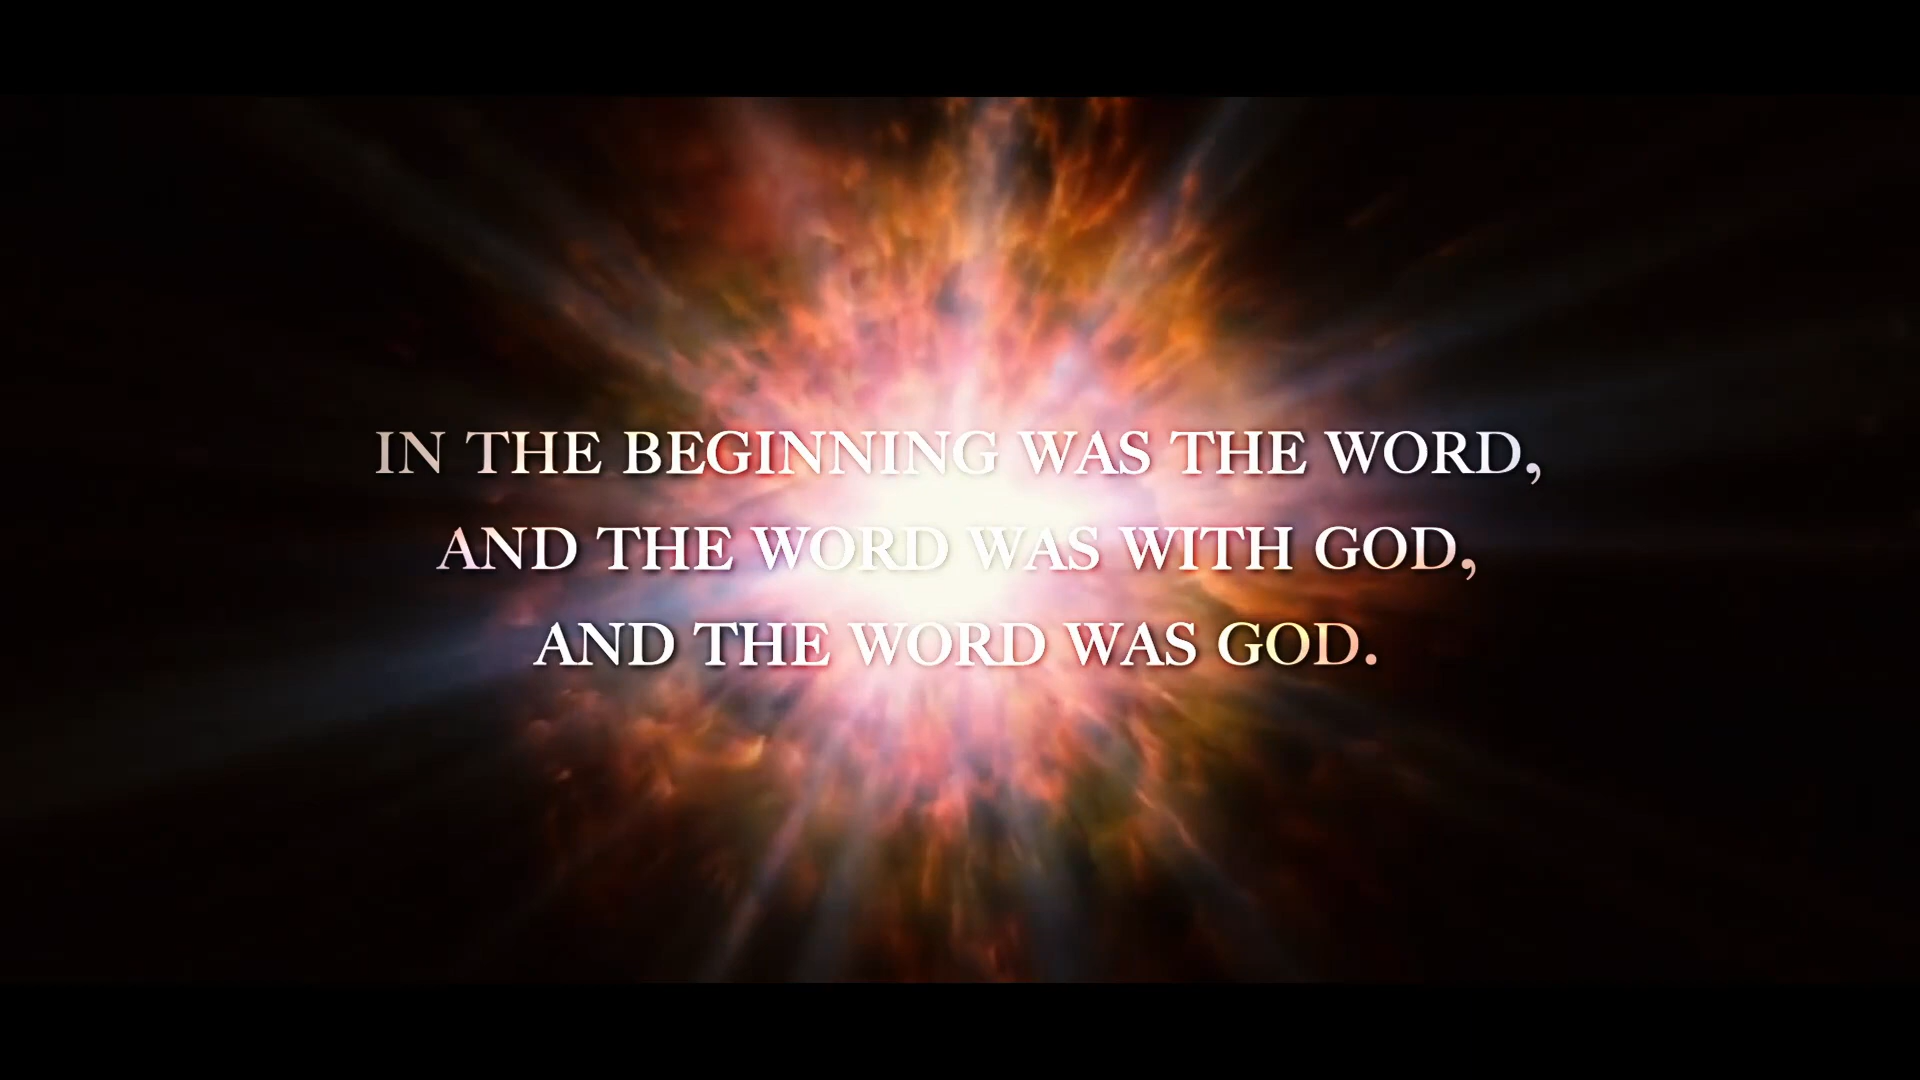 IN THE BEGINNING WAS THE WORD,
AND THE WORD WAS WITH GOD,
AND THE WORD WAS GOD.